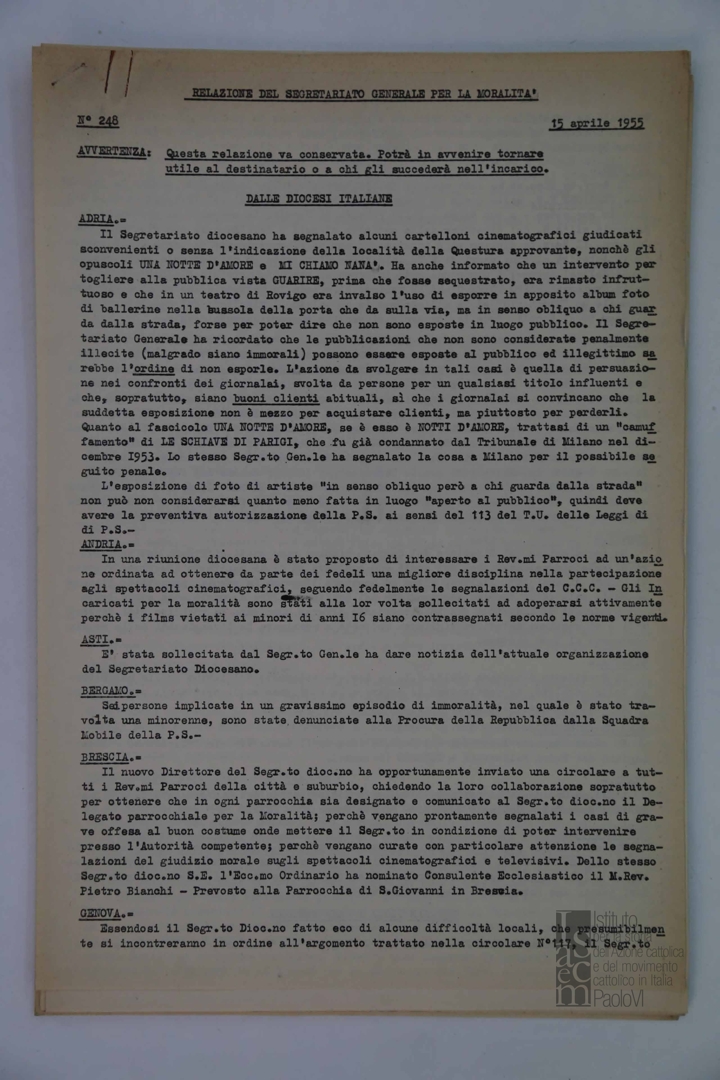 RELAZIONE DEL SEGRETARIATO GENERALE PER LA MORALITA'
N° 248
15 aprile 1955
AVVERTENZA: Questa relazione va conservata. Potrà in avvenire tornare
utile al destinatario o a chi gli succederà nell'incarico.
DALLE DIOCESI ITALIANE
ADRIA.=
Il Segretariato diocesano ha segnalato alcuni cartelloni cinematografici giudicati
sconvenienti o senza l'indicazione della località della Questura approvante, nonchè gli
opuscoli UNA NOTTE D'AMORE e MI CHIAMO NANA'. Ha anche informato che un intervento per
togliere alla pubblica vista GUARIRE, prima che fosse sequestrato, era rimasto infrut-
tuoso e che in un teatro di Rovigo era invalso l'uso di esporre in apposito album foto
di ballerine nella bussola della porta che da sulla via, ma in senso obliquo a chi guar
da dalla strada, forse per poter dire che non sono esposte in luogo pubblico. Il Segre-
tariato Generale ha ricordato che le pubblicazioni che non sono considerate penalmente
illecite (malgrado siano immorali) possono essere esposte al pubblico ed illegittimo sa
rebbe l'ordine di non esporle. L'azione da svolgere in tali casi è quella di persuazio-
ne nei confronti dei giornalai, svolta da persone per un qualsiasi titolo influenti e
che, sopratutto, siano buoni clienti abituali, sì che i giornalai si convincano che la
suddetta esposizione non è mezzo per acquistare clienti, ma piuttosto per perderli.
Quanto al fascicolo UNA NOTTE D'AMORE, se è esso è NOTTI D'AMORE, trattasi di un "camuf
famento" di LE SCHIAVE DI PARIGI, che fu già condannato dal Tribunale di Milano nel di-
cembre 1953. Lo stesso Segr.to Gen.le ha segnalato la cosa a Milano per il possibile se
guito penale.
L'esposizione di foto di artiste "in senso obliquo però a chi guarda dalla strada"
non può non considerarsi quanto meno fatta in luogo "aperto al pubblico", quindi deve
avere la preventiva autorizzazione della P.S. ai sensi del 113 del T.U. delle Leggi di
di P.S.-
ANDRIA.=
In una riunione diocesana è stato proposto di interessare i Rev.mi Parroci ad un'azio
ne ordinata ad ottenere da parte dei fedeli una migliore disciplina nella partecipazione
agli spettacoli cinematografici, seguendo fedelmente le segnalazioni del C.C.C. - Gli In
caricati per la moralità sono stati alla lor volta sollecitati ad adoperarsi attivamente
perchè i films vietati ai minori di anni I6 siano contrassegnati secondo le norme vigenti.
ASTI.=
E' stata sollecitata dal Segr.to Gen.le ha dare notizia dell'attuale organizzazione
del Segretariato Diocesano.
BERGAMO.=
Sei persone implicate in un gravissimo episodio di immoralità, nel quale è stato tra-
volta una minorenne, sono state denunciate alla Procura della Repubblica dalla Squadra
Mobile della P.S.-
BRESCIA.=
Il nuovo Direttore del Segr.to dioc.no ha opportunamente inviato una circolare a tut-
ti i Rev.mi Parroci della città e suburbio, chiedendo la loro collaborazione sopratutto
per ottenere che in ogni parrocchia sia designato e comunicato al Segr.to dioc.no il De-
legato parrocchiale per la Moralità; perchè vengano prontamente segnalati i casi di gra-
ve offesa al buon costume onde mettere il Segr.to in condizione di poter intervenire
presso l'Autorità competente; perchè vengano curate con particolare attenzione le segna-
lazioni del giudizio morale sugli spettacoli cinematografici e televisivi. Dello stesso
Segr.to dioc.no S.E. l'Ecc.mo Ordinario ha nominato Consulente Ecclesiastico il M.Rev.
Pietro Bianchi - Prevosto alla Parrocchia di S.Giovanni in Brescia.
GENOVA.=
Essendosi il Segr.to Dioc.no fatto eco di alcune difficoltà locali, che presumibilmen
te si incontreranno in ordine all'argomento trattato nella circolare N°117, il Segr.to
Istituto
dell'Azione cattolica
e del movimento
cattolico in Italia
PaoloVI